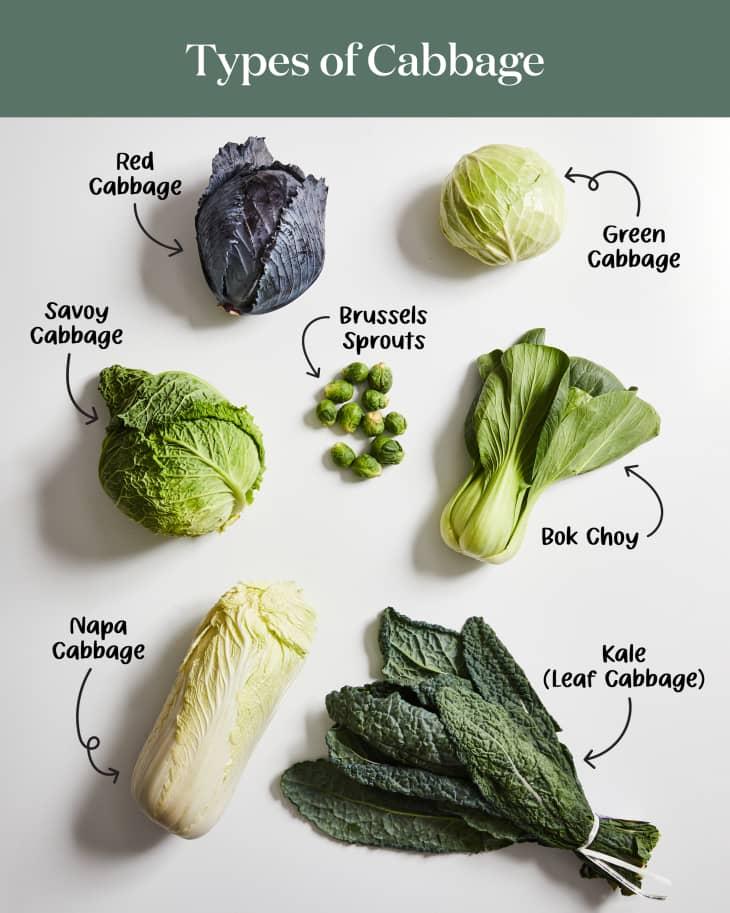 Types of Cabbage
Red
Cabbage
Green
Cabbage
Savoy
Cabbage
Brussels
Sprouts
Bok Choy
Napa
Cabbage
Kale
(Leaf Cabbage)